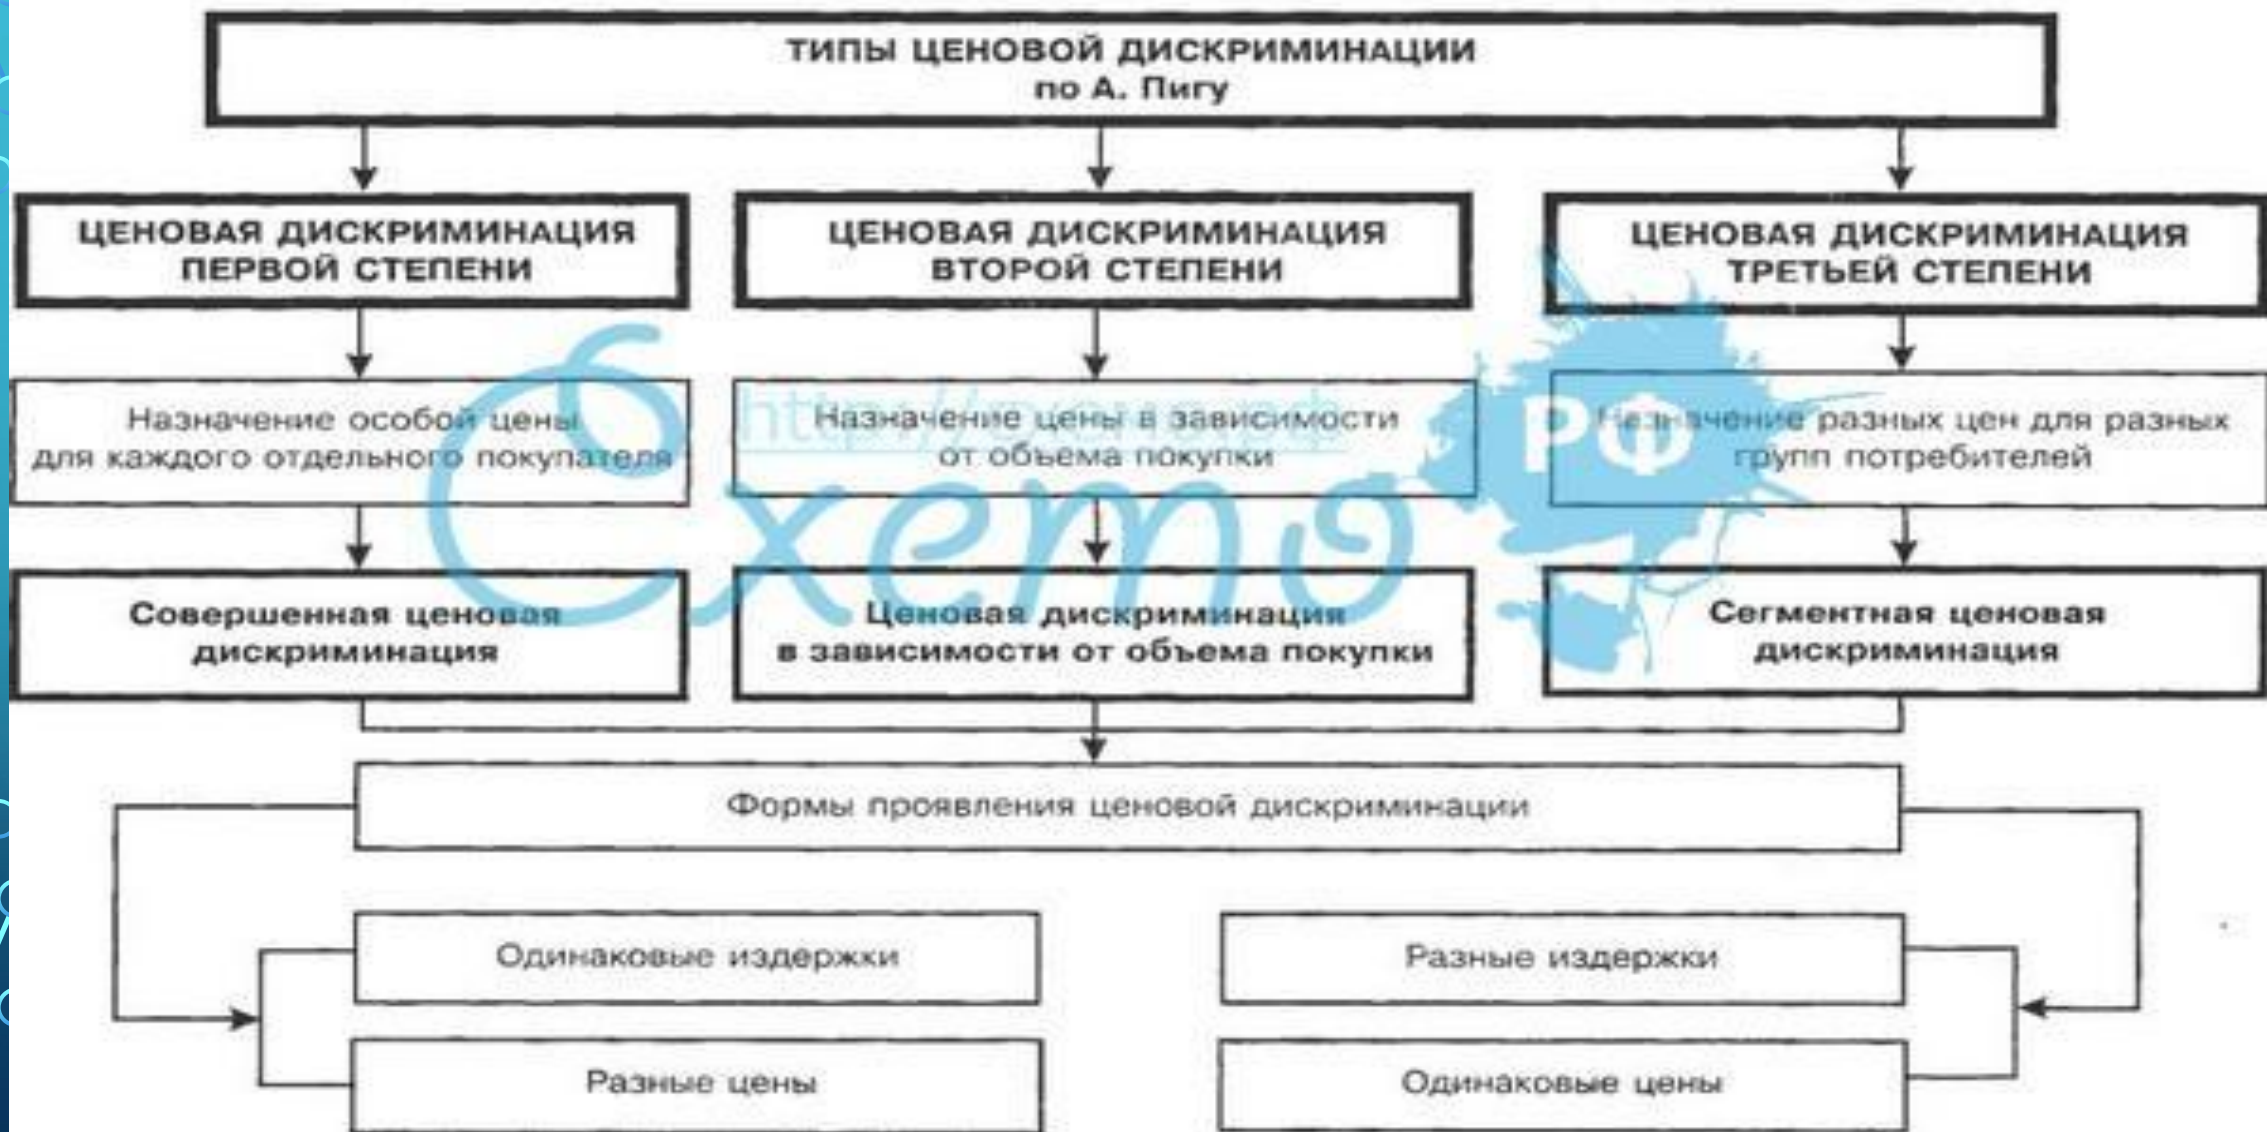 ТИПЫ ЦЕНОВОЙ ДИСКРИМИНАЦИИ
по А. Пигу
ЦЕНОВАЯ ДИСКРИМИНАЦИЯ
ПЕРВОЙ СТЕПЕНИ
ЦЕНОВАЯ ДИСКРИМИНАЦИЯ
ВТОРОЙ СТЕПЕНИ
ЦЕНОВАЯ ДИСКРИМИНАЦИЯ
ТРЕТЬЕЙ СТЕПЕНИ
Назначение особой цены
для каждого отдельного покупателя
Назначение цены в зависимости
от объема покупки
Назначение разных цен для разных
групп потребителей
Схемо
РФ
Совершенная ценовая
дискриминация
Ценовая дискриминация
в зависимости от объема покупки
Сегментная ценовая
дискриминация
Формы проявления ценовой дискриминации
Одинаковые издержки
Разные цены
Разные издержки
Одинаковые цены